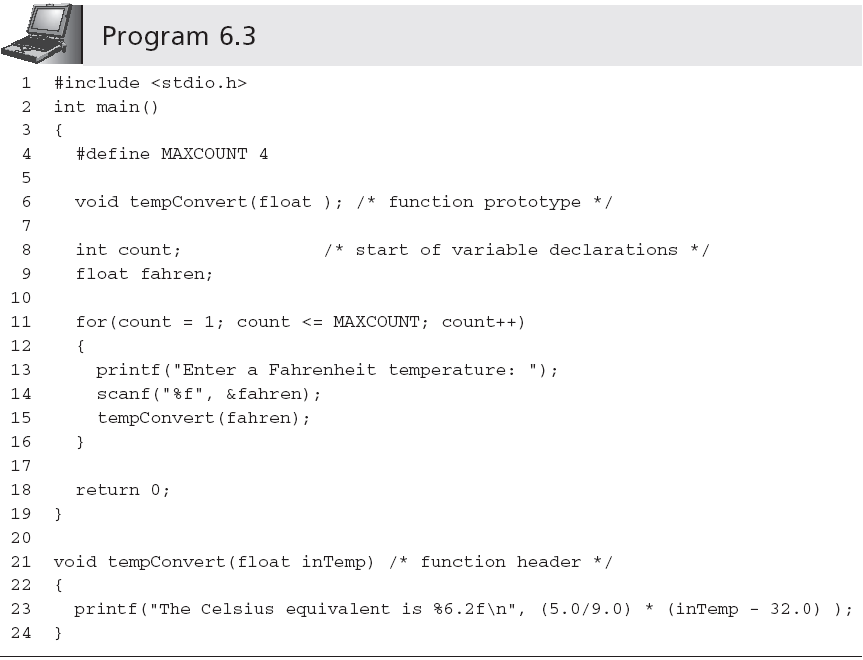 Program 6.3
1 #include <stdio.h>
2 int main()
3 {
4   #define MAXCOUNT 4
5
6   void tempConvert(float ); /* function prototype */
7
8   int count;             /* start of variable declarations */
9   float fahren;
10
11   for(count = 1; count <= MAXCOUNT; count++)
12   {
13     printf("Enter a Fahrenheit temperature: ");
14     scanf("%f", &fahren);
15     tempConvert(fahren);
16   }
17
18   return 0;
19 }
20
21 void tempConvert(float inTemp) /* function header */
22 {
23   printf("The Celsius equivalent is %6.2f\n", (5.0/9.0) * (inTemp - 32.0) );
24 }